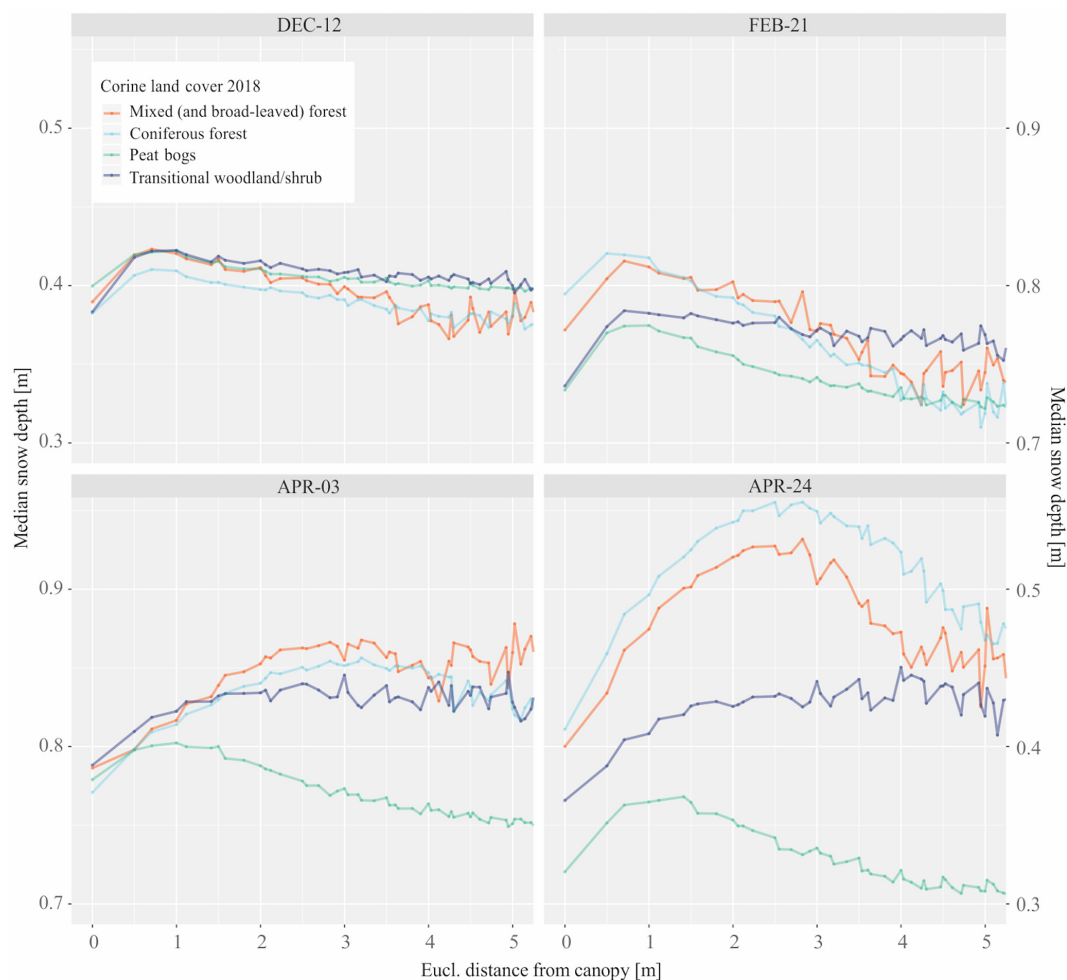 DEC-12
FEB-21
Corine land cover 2018
Mixed (and broad-leaved) forest
Coniferous forest
Peat bogs
Transitional woodland/shrub
0.5
0.4
0.3
0.9
0.8
0.7
Median snow depth [m]
Median snow depth [m]
APR-03
APR-24
0.9
0.8
0.7
0.5
0.4
0.3
0 1 2 3 4 5
0 1 2 3 4 5
Eucl. distance from canopy [m]